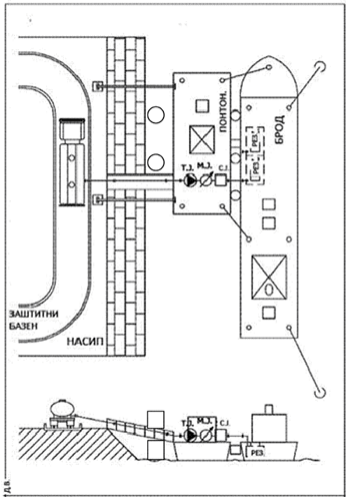 ПОНТОН.
БРОД
РЕЗ.
РЕЗ.
T.J.
M.J.
C.J.
ЗАШТИТНИ
БАЗЕН
НАСИП
T.J.
M.J.
C.J.
РЕЗ.